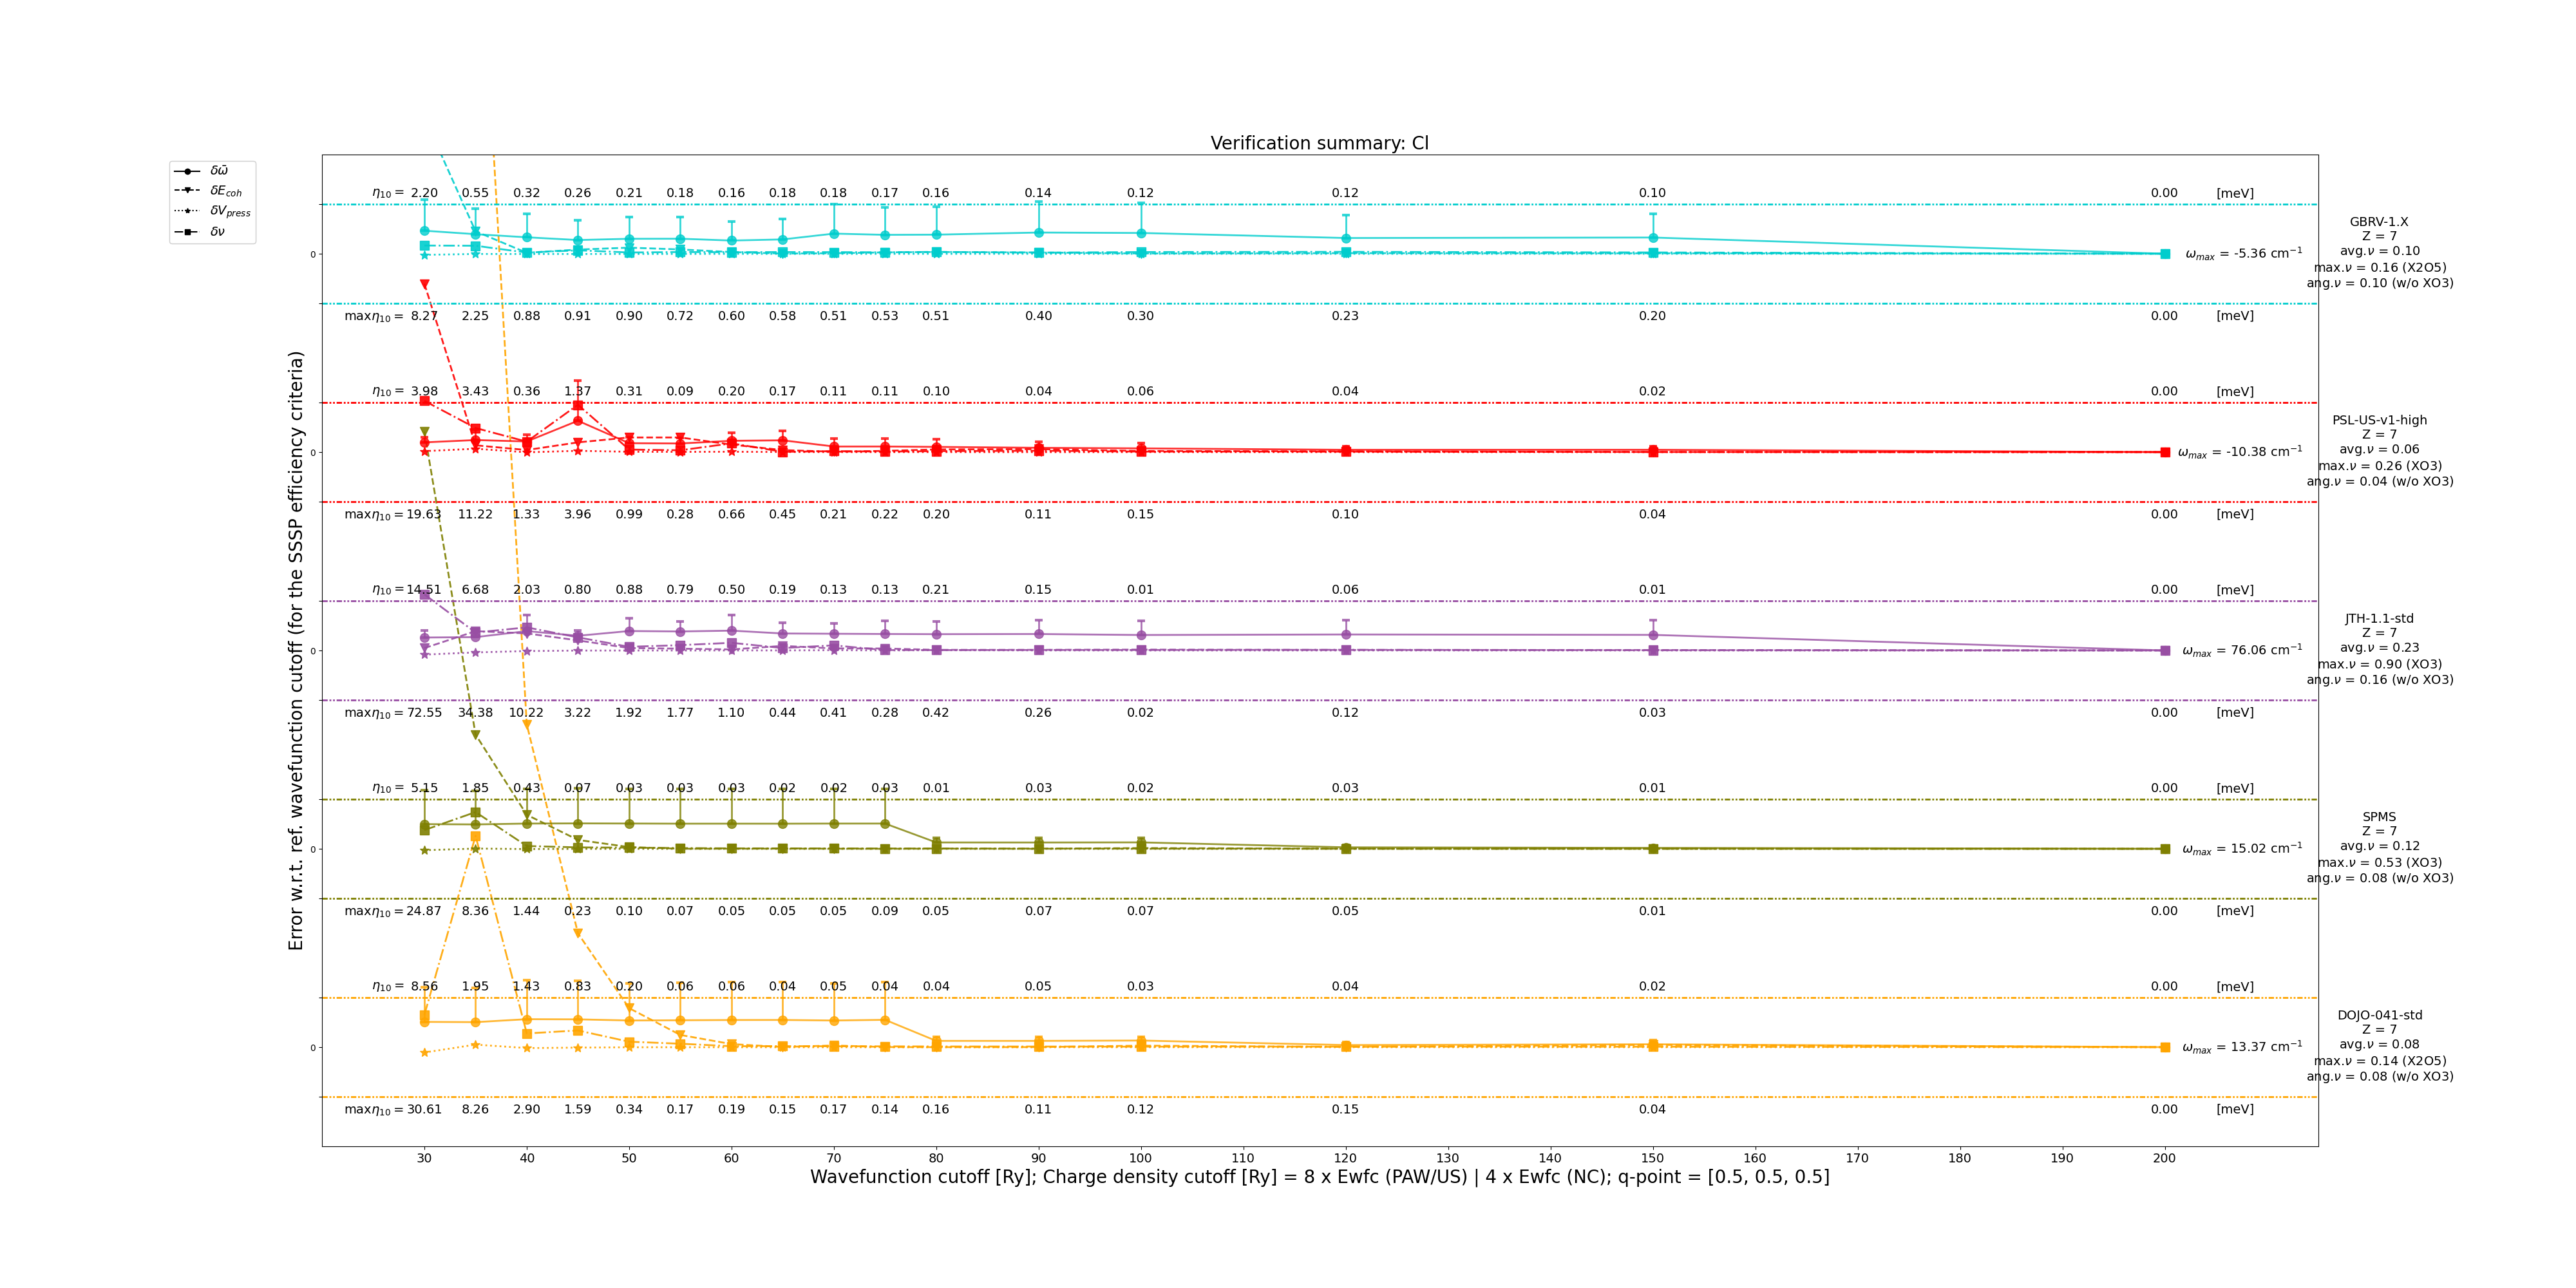 Verification summary: Cl
δω̄
δE_coh
δV_press
δν
Error w.r.t. ref. wavefunction cutoff (for the SSSP efficiency criteria)
η₁₀ = 2.20 0.55 0.32 0.26 0.21 0.18 0.16 0.18 0.18 0.17 0.16 0.14 0.12 0.12 0.10 0.00 [meV]
0
ω_max = -5.36 cm⁻¹
GBRV-1.X
Z = 7
avg.ν = 0.10
max.ν = 0.16 (X2O5)
ang.ν = 0.10 (w/o XO3)
maxη₁₀ = 8.27 2.25 0.88 0.91 0.90 0.72 0.60 0.58 0.51 0.53 0.51 0.40 0.30 0.23 0.20 0.00 [meV]
η₁₀ = 3.98 3.43 0.36 1.37 0.31 0.09 0.20 0.17 0.11 0.11 0.10 0.04 0.06 0.04 0.02 0.00 [meV]
0
ω_max = -10.38 cm⁻¹
PSL-US-v1-high
Z = 7
avg.ν = 0.06
max.ν = 0.26 (XO3)
ang.ν = 0.04 (w/o XO3)
maxη₁₀ = 19.63 11.22 1.33 3.96 0.99 0.28 0.66 0.45 0.21 0.22 0.20 0.11 0.15 0.10 0.04 0.00 [meV]
η₁₀ = 14.51 6.68 2.03 0.80 0.88 0.79 0.50 0.19 0.13 0.13 0.21 0.15 0.01 0.06 0.01 0.00 [meV]
0
ω_max = 76.06 cm⁻¹
JTH-1.1-std
Z = 7
avg.ν = 0.23
max.ν = 0.90 (XO3)
ang.ν = 0.16 (w/o XO3)
maxη₁₀ = 72.55 34.38 10.22 3.22 1.92 1.77 1.10 0.44 0.41 0.28 0.42 0.26 0.02 0.12 0.03 0.00 [meV]
η₁₀ = 5.15 1.85 0.43 0.07 0.03 0.03 0.03 0.02 0.02 0.03 0.01 0.03 0.02 0.03 0.01 0.00 [meV]
0
ω_max = 15.02 cm⁻¹
SPMS
Z = 7
avg.ν = 0.12
max.ν = 0.53 (XO3)
ang.ν = 0.08 (w/o XO3)
maxη₁₀ = 24.87 8.36 1.44 0.23 0.10 0.07 0.05 0.05 0.05 0.09 0.05 0.07 0.07 0.05 0.01 0.00 [meV]
η₁₀ = 8.56 1.95 1.43 0.83 0.20 0.06 0.06 0.04 0.05 0.04 0.04 0.05 0.03 0.04 0.02 0.00 [meV]
0
ω_max = 13.37 cm⁻¹
DOJO-041-std
Z = 7
avg.ν = 0.08
max.ν = 0.14 (X2O5)
ang.ν = 0.08 (w/o XO3)
maxη₁₀ = 30.61 8.26 2.90 1.59 0.34 0.17 0.19 0.15 0.17 0.14 0.16 0.11 0.12 0.15 0.04 0.00 [meV]
30 40 50 60 70 80 90 100 110 120 130 140 150 160 170 180 190 200
Wavefunction cutoff [Ry]; Charge density cutoff [Ry] = 8 x Ewfc (PAW/US) | 4 x Ewfc (NC); q-point = [0.5, 0.5, 0.5]